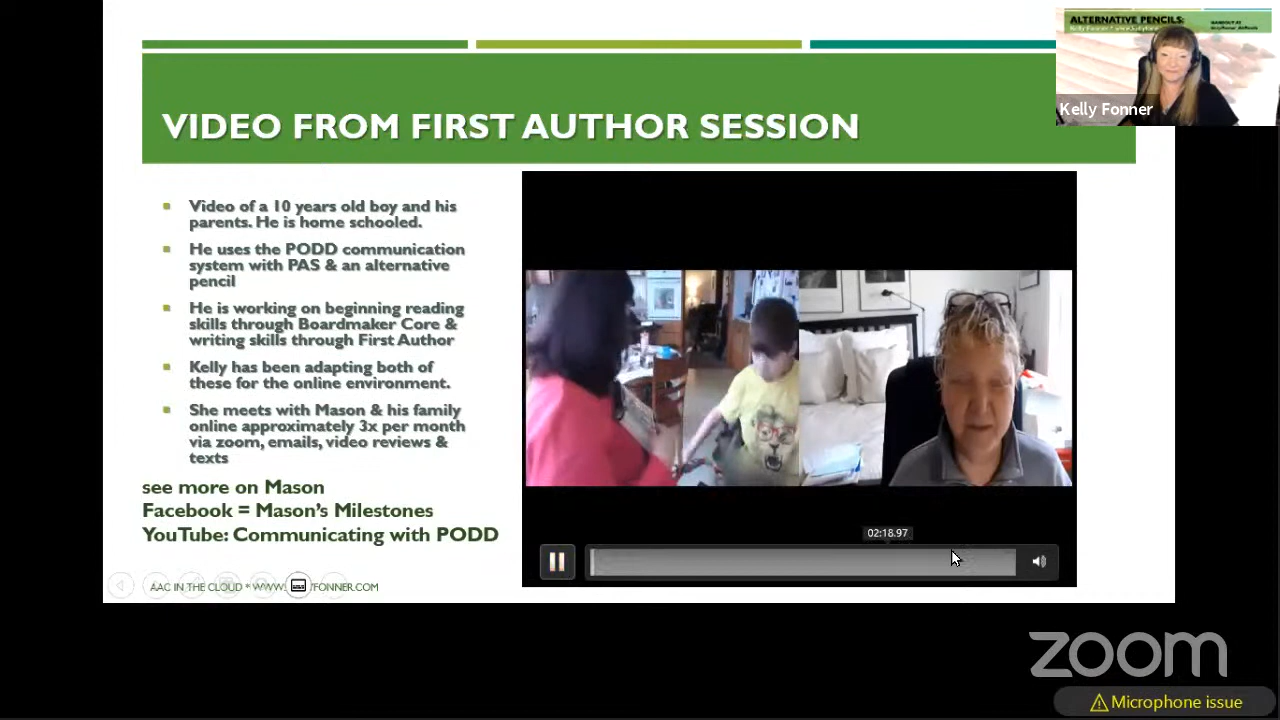 ALTERNATIVE PENCILS:
Kelly Fonner
VIDEO FROM FIRST AUTHOR SESSION
Video of a 10 years old boy and his
parents. He is home schooled.
He uses the PODD communication
system with PAS & an alternative
pencil
He is working on beginning reading
skills through Boardmaker Core &
writing skills through First Author
Kelly has been adapting both of
these for the online environment.
She meets with Mason & his family
online approximately 3x per month
via zoom, emails, video reviews &
texts
see more on Mason
Facebook = Mason's Milestones
YouTube: Communicating with PODD
02:18.97
AAC IN THE CLOUD * WWW. FONNER.COM
zoom
Microphone issue